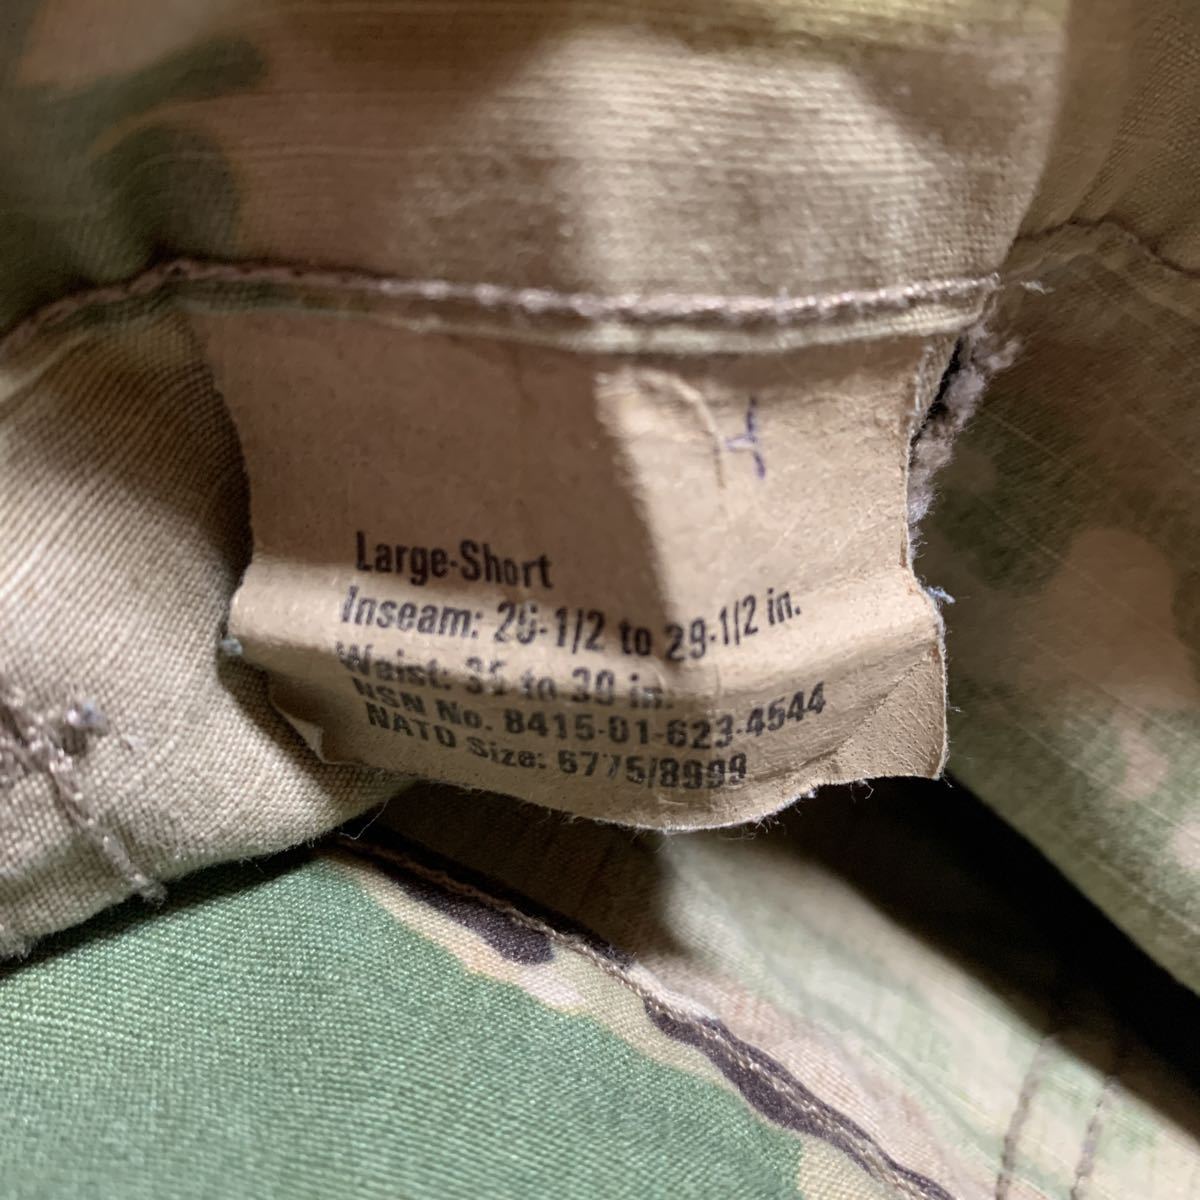 Large-Short
Inseam: 26-1/2 to 29-1/2 in.
Waist: 35 to 39 in.
NSN No. 8415-01-623-4544
NATO Size: 6775/8999